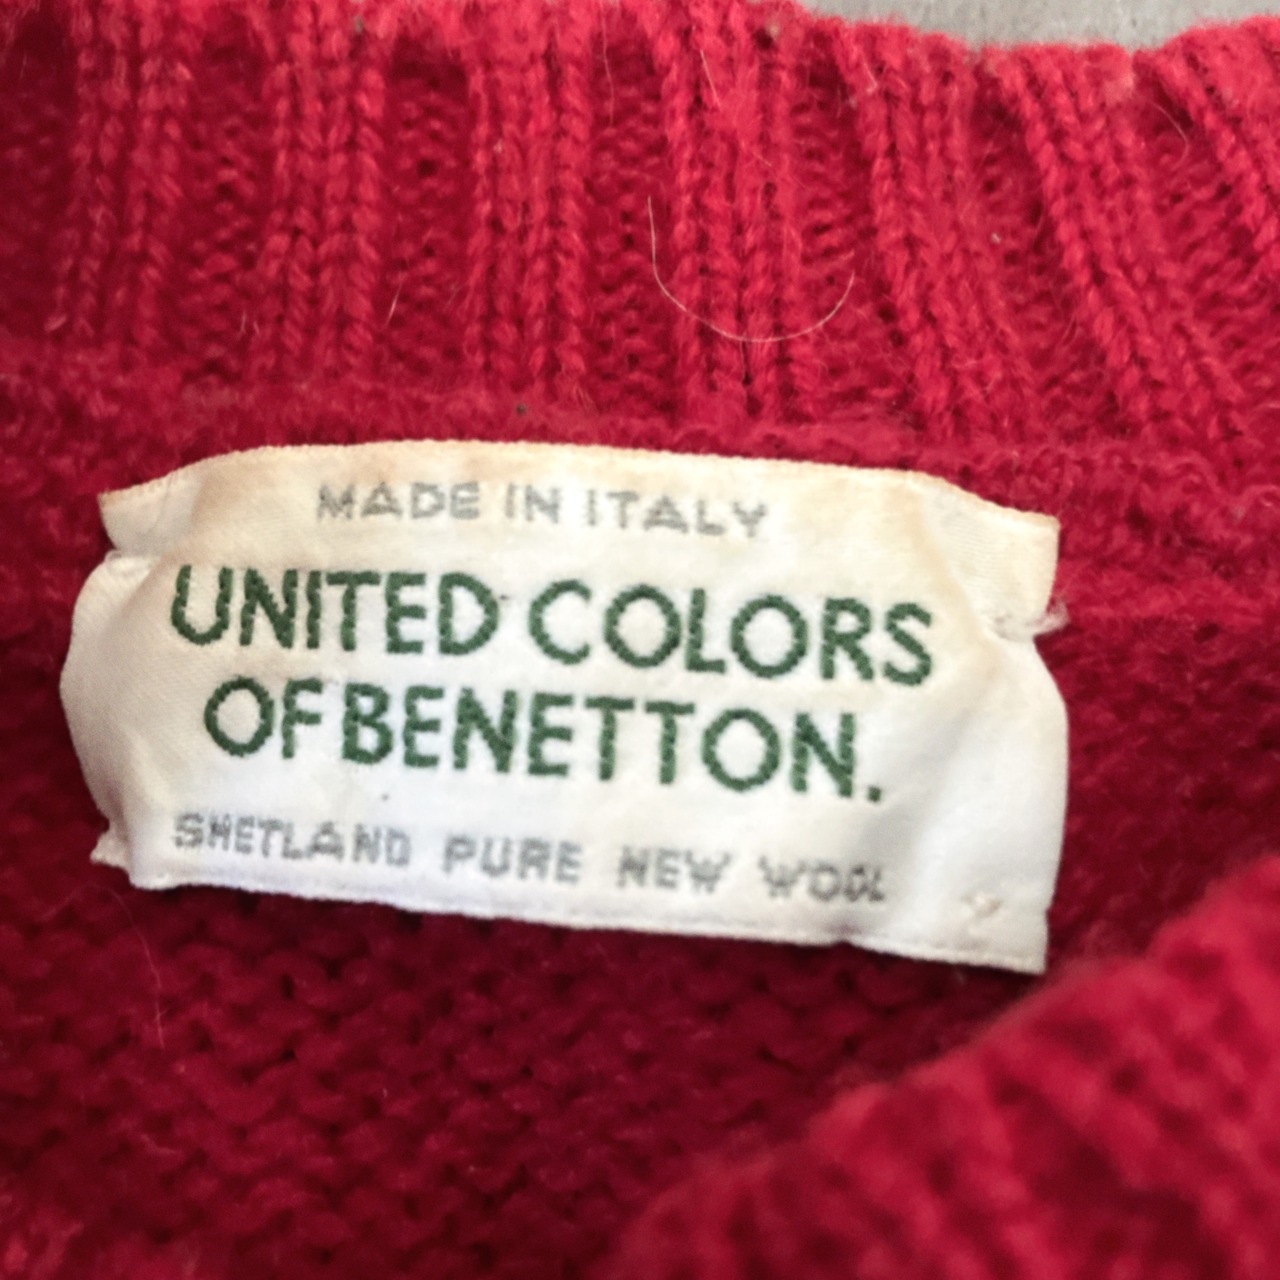 MADE IN ITALY
UNITED COLORS
OF BENETTON.
SHETLAND PURE NEW WOOL